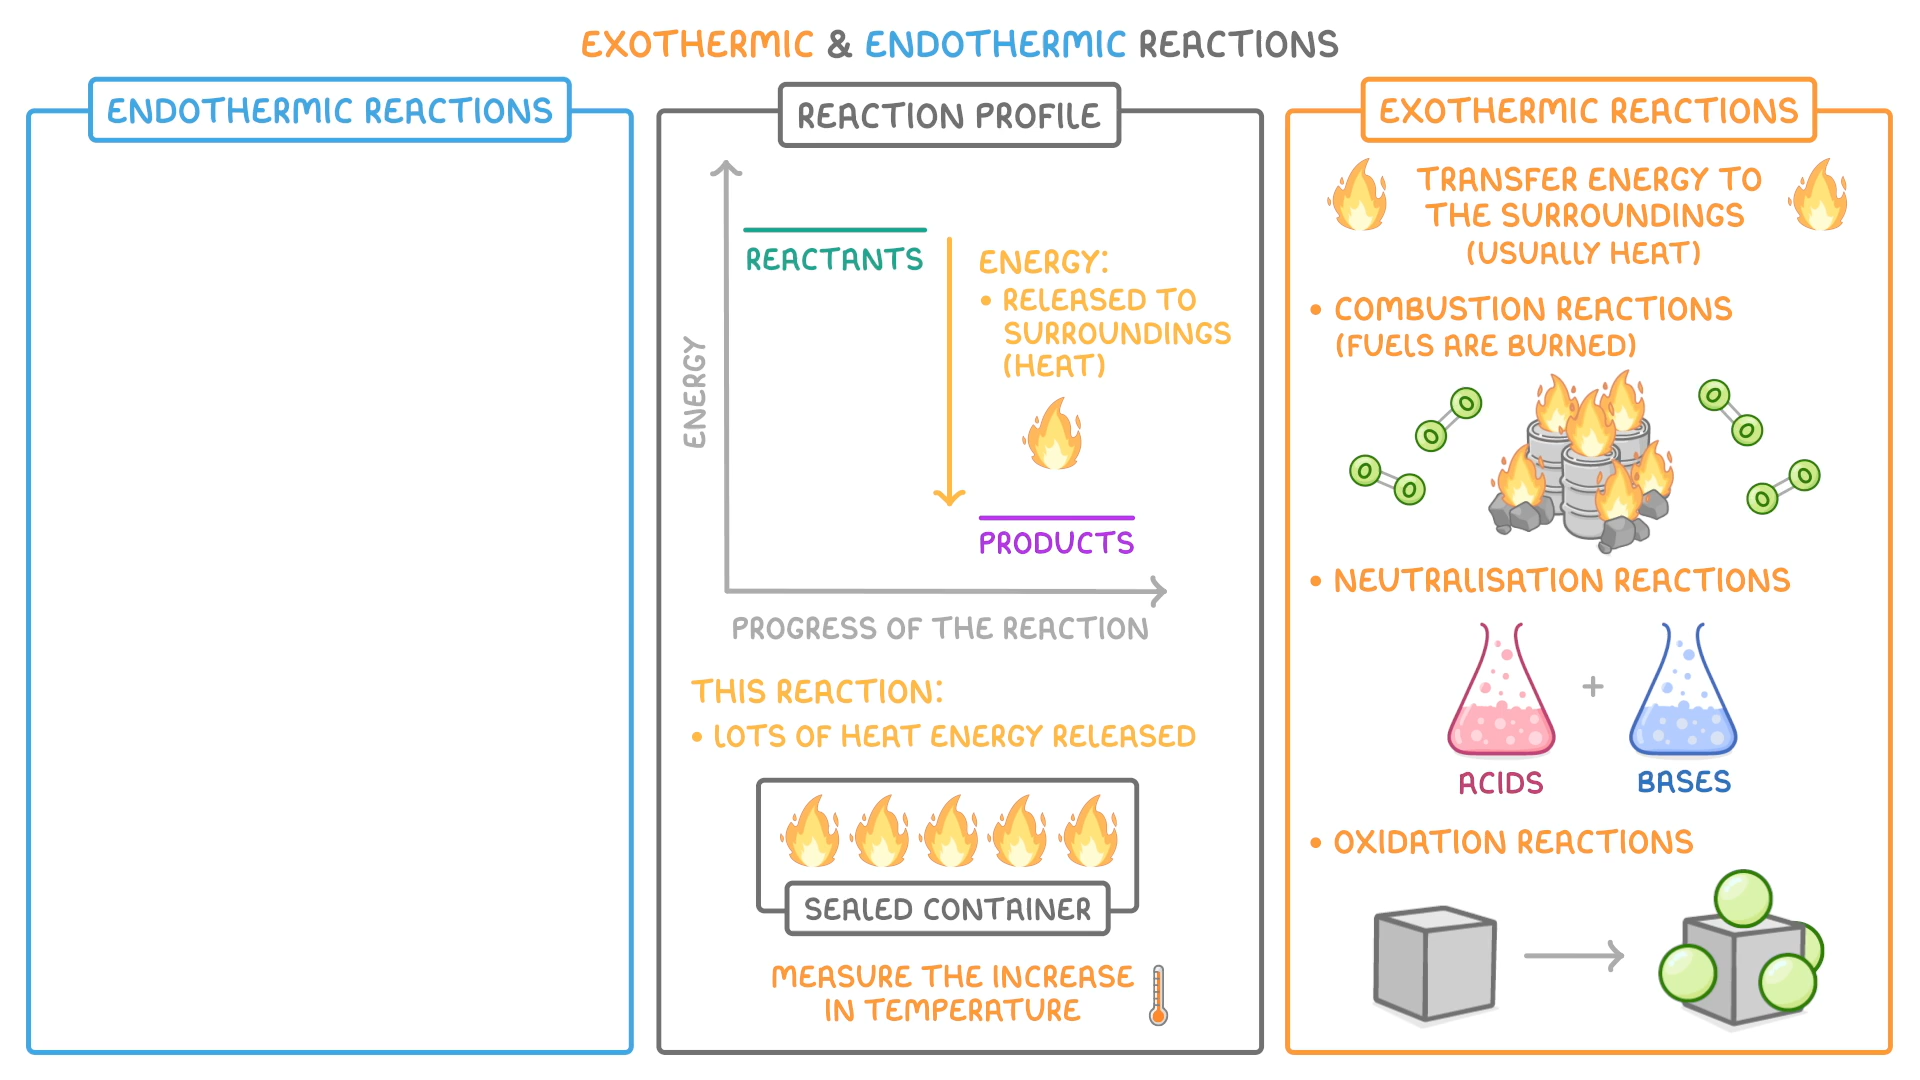 EXOTHERMIC & ENDOTHERMIC REACTIONS
ENDOTHERMIC REACTIONS
REACTION PROFILE
ENERGY
REACTANTS
ENERGY:
• RELEASED TO
SURROUNDINGS
(HEAT)
PRODUCTS
PROGRESS OF THE REACTION
THIS REACTION:
• LOTS OF HEAT ENERGY RELEASED
SEALED CONTAINER
MEASURE THE INCREASE
IN TEMPERATURE
EXOTHERMIC REACTIONS
TRANSFER ENERGY TO
THE SURROUNDINGS
(USUALLY HEAT)
• COMBUSTION REACTIONS
(FUELS ARE BURNED)
O O
O O
O O
O O
• NEUTRALISATION REACTIONS
+
ACIDS
BASES
• OXIDATION REACTIONS